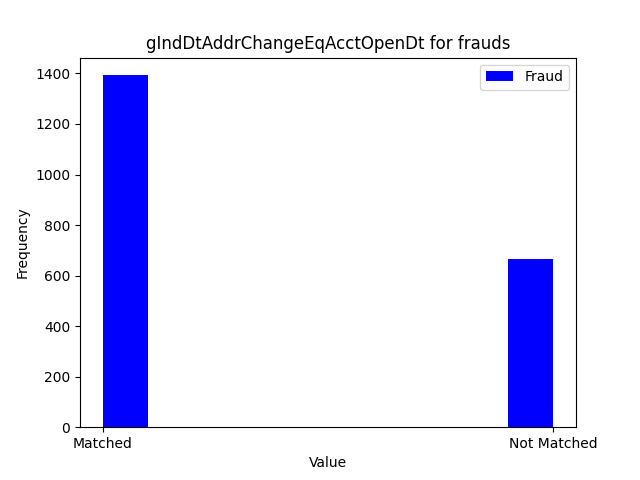 gIndDtAddrChangeEqAcctOpenDt for frauds
Fraud
1400
1200
1000
800
600
400
200
0
Frequency
Matched
Not Matched
Value